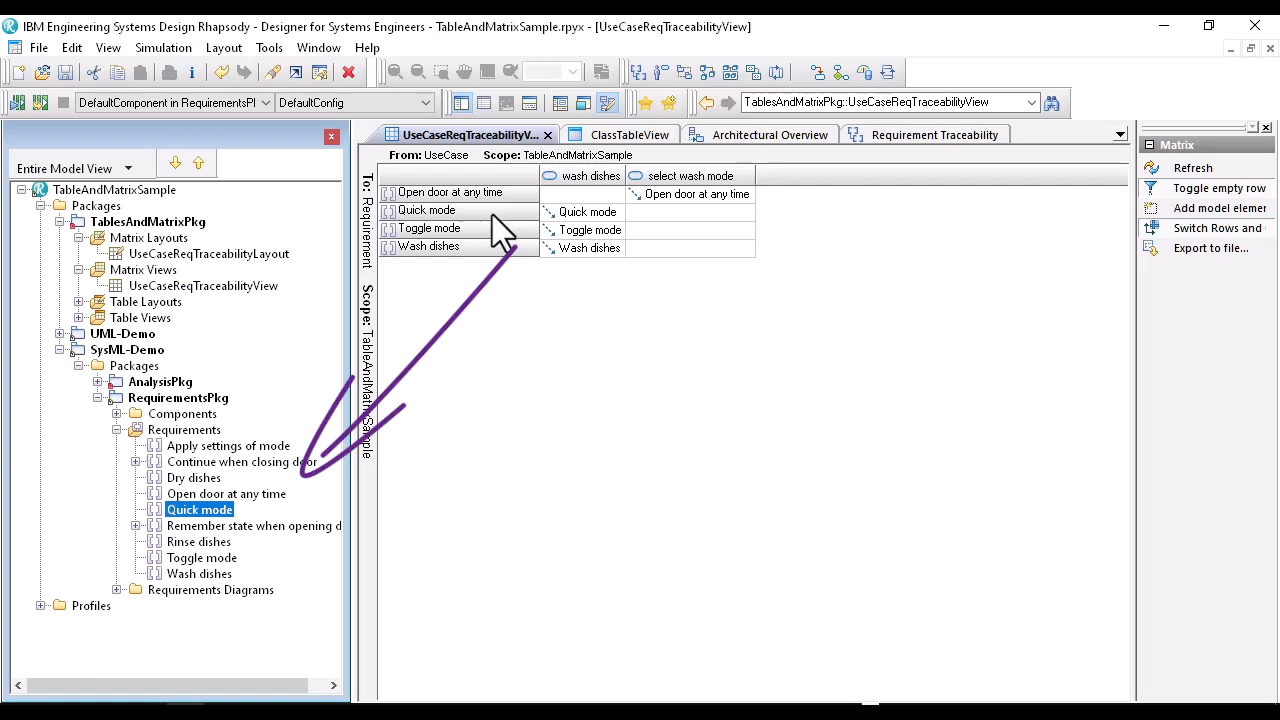 IBM Engineering Systems Design Rhapsody - Designer for Systems Engineers - TableAndMatrixSample.rpyx - [UseCaseReqTraceabilityView]
File Edit View Simulation Layout Tools Window Help
DefaultComponent in RequirementsPl DefaultConfig TablesAndMatrixPkg::UseCaseReqTraceabilityView
Entire Model View
TableAndMatrixSample
Packages
TablesAndMatrixPkg
Matrix Layouts
UseCaseReqTraceabilityLayout
Matrix Views
UseCaseReqTraceabilityView
Table Layouts
Table Views
UML-Demo
SysML-Demo
Packages
AnalysisPkg
RequirementsPkg
Components
Requirements
Apply settings of mode
Continue when closing door
Dry dishes
Open door at any time
Quick mode
Remember state when opening d
Rinse dishes
Toggle mode
Wash dishes
Requirements Diagrams
Profiles
UseCaseReqTraceabilityV... ClassTableView Architectural Overview Requirement Traceability
From: UseCase Scope: TableAndMatrixSample
To: Requirement Scope: TableAndMatrixSample
wash dishes select wash mode
Open door at any time Open door at any time
Quick mode Quick mode
Toggle mode Toggle mode
Wash dishes Wash dishes
Matrix
Refresh
Toggle empty row
Add model elemer
Switch Rows and
Export to file...